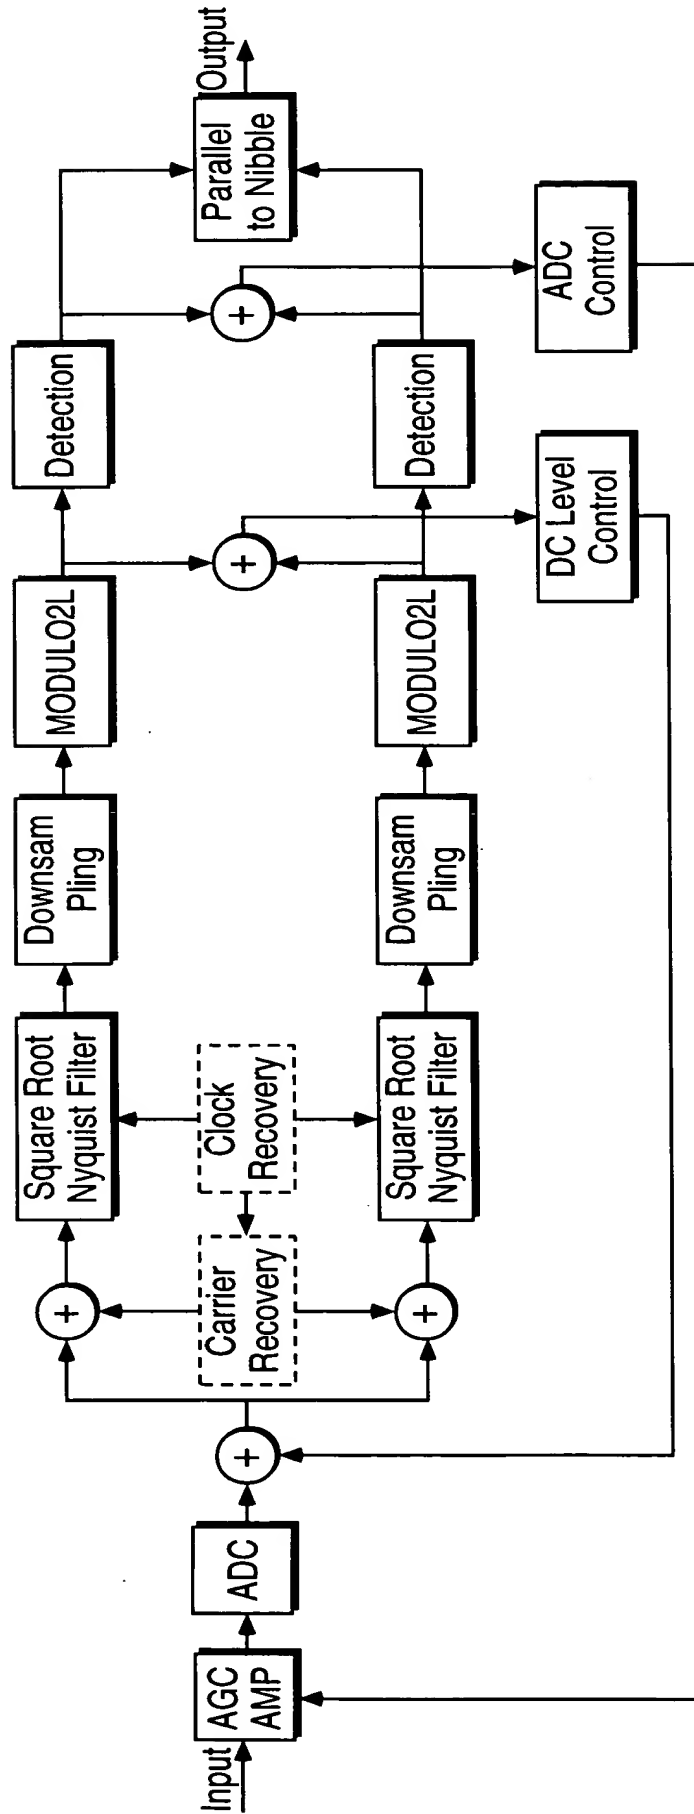 Input
AGC
AMP
ADC
+
+
+
Carrier
Recovery
Clock
Recovery
Square Root
Nyquist Filter
Square Root
Nyquist Filter
Downsam
Pling
Downsam
Pling
MODULO2L
MODULO2L
+
DC Level
Control
Detection
Detection
+
ADC
Control
Parallel
to Nibble
Output